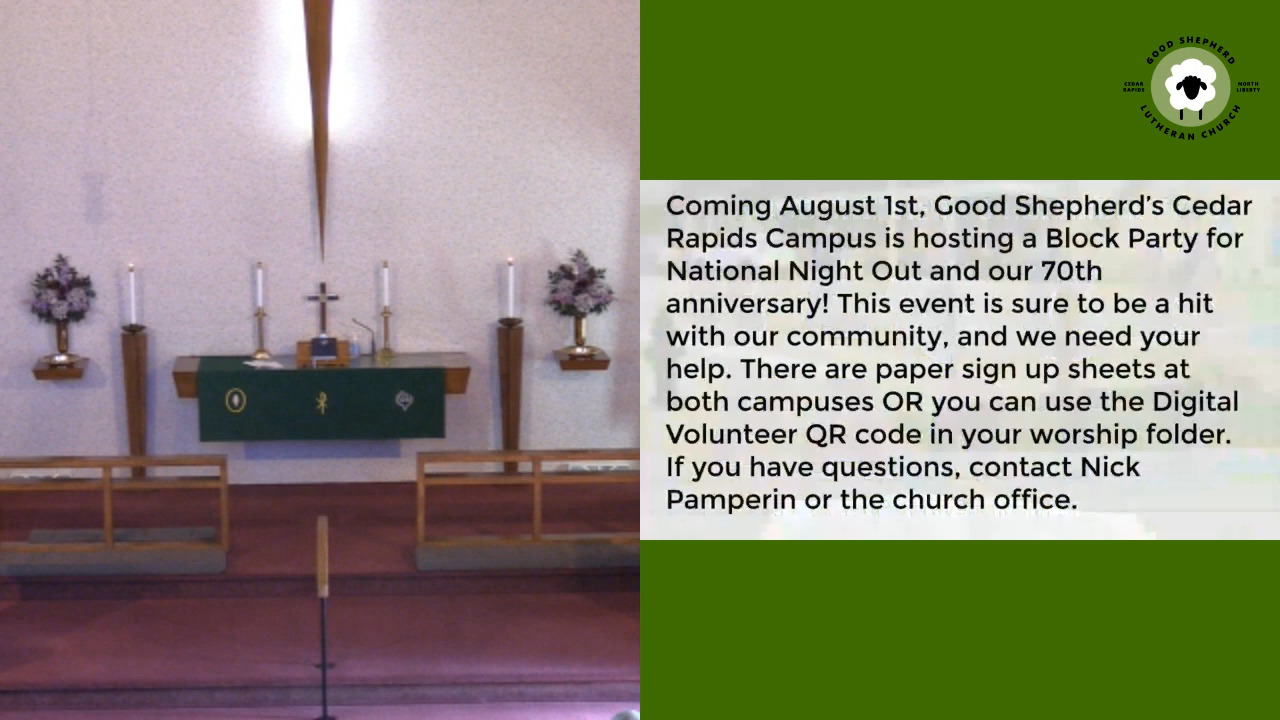 GOOD SHEPHERD
CEDAR RAPIDS
NORTH LIBERTY
LUTHERAN CHURCH
Coming August 1st, Good Shepherd's Cedar
Rapids Campus is hosting a Block Party for
National Night Out and our 70th
anniversary! This event is sure to be a hit
with our community, and we need your
help. There are paper sign up sheets at
both campuses OR you can use the Digital
Volunteer QR code in your worship folder.
If you have questions, contact Nick
Pamperin or the church office.